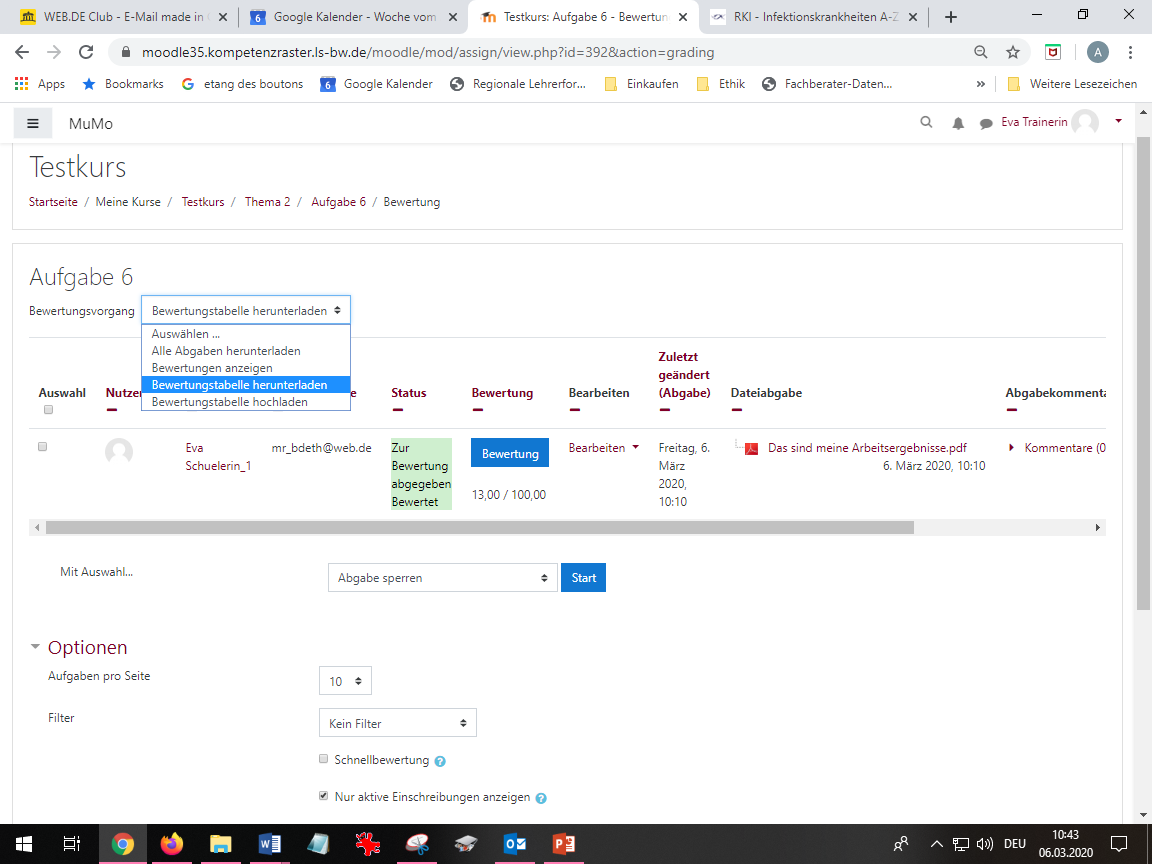 WEB.DE Club - E-Mail made in
Google Kalender - Woche vom
Testkurs: Aufgabe 6 - Bewertun
RKI - Infektionskrankheiten A-Z
moodle35.kompetenzraster.ls-bw.de/moodle/mod/assign/view.php?id=392&action=grading
A
Apps
Bookmarks
etang des boutons
6 Google Kalender
Regionale Lehrerfor...
Einkaufen
Ethik
Fachberater-Daten...
»
Weitere Lesezeichen
MuMo
Eva Trainerin
Testkurs
Startseite / Meine Kurse / Testkurs / Thema 2 / Aufgabe 6 / Bewertung
Aufgabe 6
Bewertungsvorgang Bewertungstabelle herunterladen
Auswählen ...
Alle Abgaben herunterladen
Bewertungen anzeigen
Bewertungstabelle herunterladen
Bewertungstabelle hochladen
Auswahl
Nutzer
Status
Bewertung
Bearbeiten
Zuletzt
geändert
(Abgabe)
Dateiabgabe
Abgabekommenta
Eva
Schuelerin_1
mr_bdeth@web.de
Zur
Bewertung
abgegeben
Bewertet
Bewertung
13,00 / 100,00
Bearbeiten
Freitag, 6.
März
2020,
10:10
Das sind meine Arbeitsergebnisse.pdf
6. März 2020, 10:10
Kommentare (0
Mit Auswahl...
Abgabe sperren
Start
Optionen
Aufgaben pro Seite
10
Filter
Kein Filter
Schnellbewertung
Nur aktive Einschreibungen anzeigen
DEU
10:43
06.03.2020